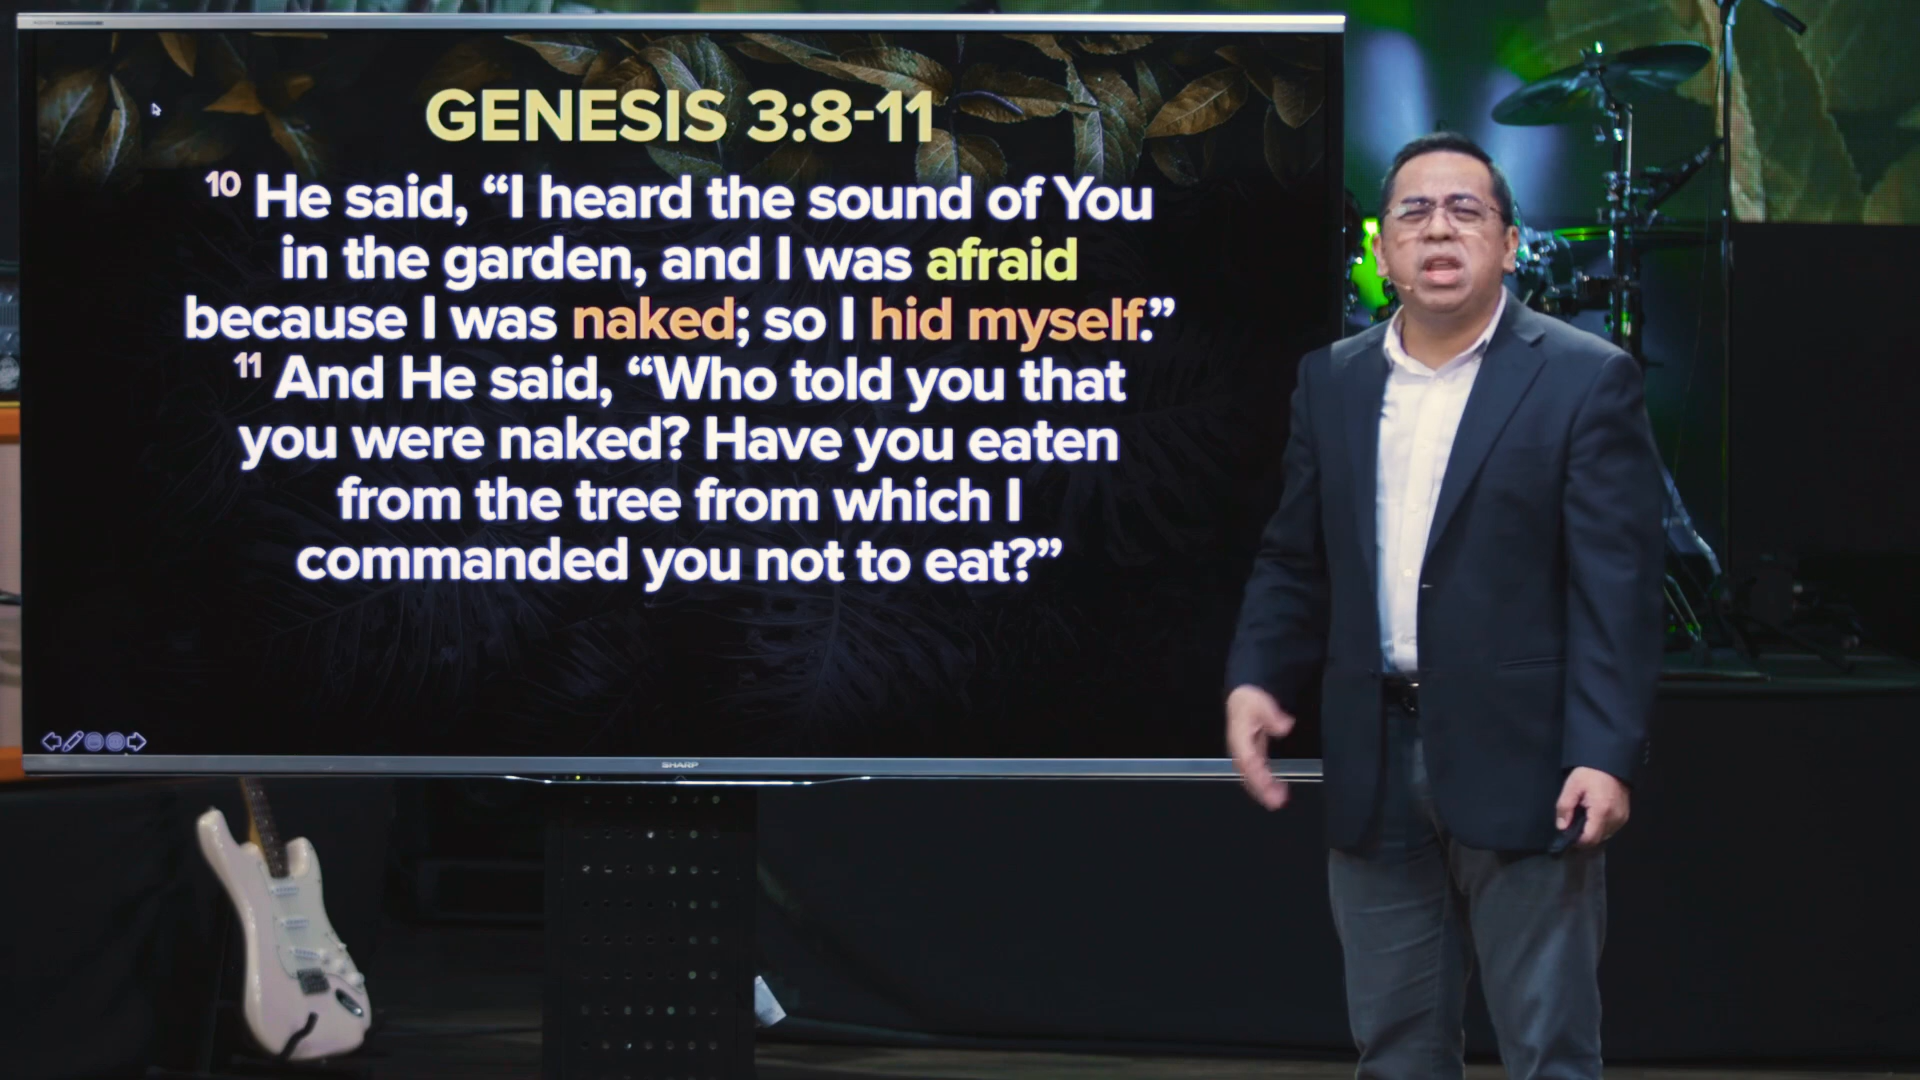 GENESIS 3:8-11
10 He said, “I heard the sound of You
in the garden, and I was afraid
because I was naked; so I hid myself.”
11 And He said, “Who told you that
you were naked? Have you eaten
from the tree from which I
commanded you not to eat?”
SHARP